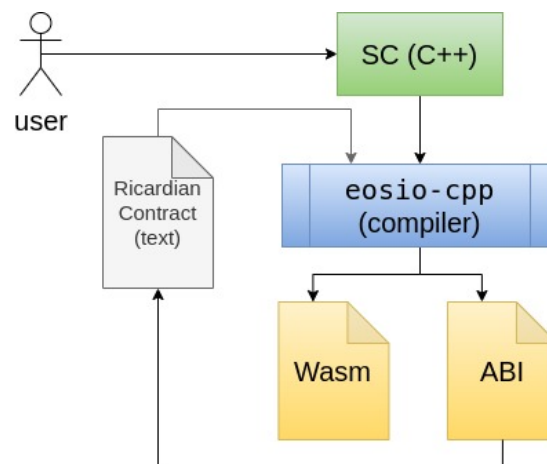 SC (C++)
user
Ricardian
Contract
(text)
eosio-cpp
(compiler)
Wasm
ABI